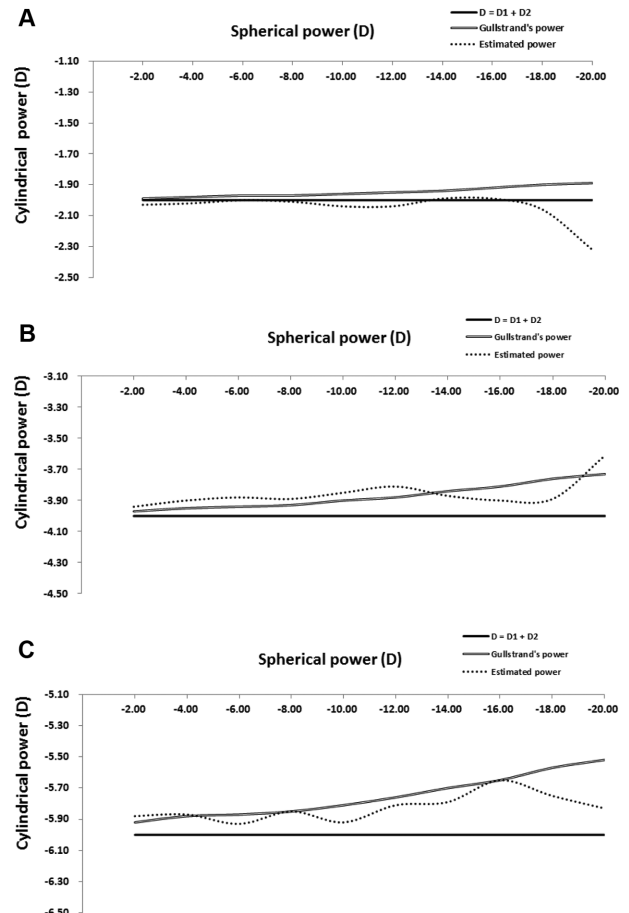 A
Spherical power (D)
D = D1 + D2
Gullstrand's power
Estimated power
Cylindrical power (D)
-1.10
-1.30
-1.50
-1.70
-1.90
-2.10
-2.30
-2.50
-2.00 -4.00 -6.00 -8.00 -10.00 -12.00 -14.00 -16.00 -18.00 -20.00
B
Spherical power (D)
D = D1 + D2
Gullstrand's power
Estimated power
Cylindrical power (D)
-3.10
-3.30
-3.50
-3.70
-3.90
-4.10
-4.30
-4.50
-2.00 -4.00 -6.00 -8.00 -10.00 -12.00 -14.00 -16.00 -18.00 -20.00
C
Spherical power (D)
D = D1 + D2
Gullstrand's power
Estimated power
Cylindrical power (D)
-5.10
-5.30
-5.50
-5.70
-5.90
-6.10
-6.30
-6.50
-2.00 -4.00 -6.00 -8.00 -10.00 -12.00 -14.00 -16.00 -18.00 -20.00